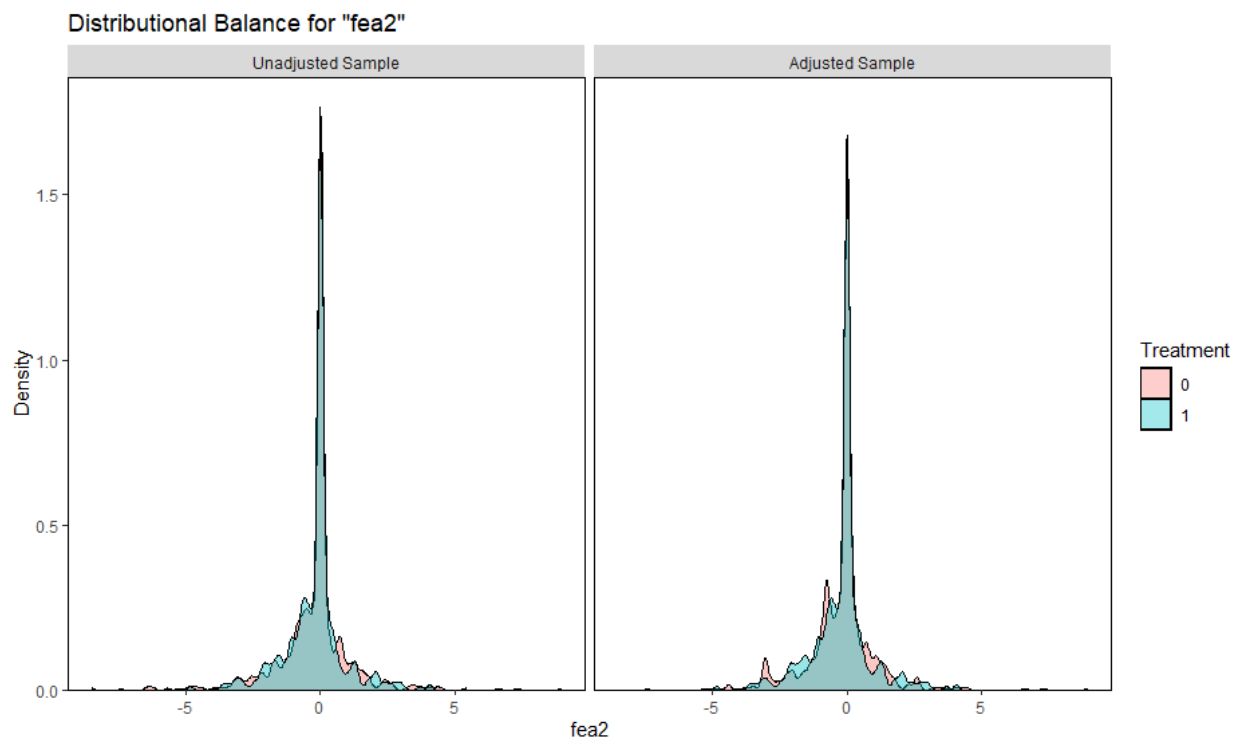 Distributional Balance for "fea2"
Unadjusted Sample
Adjusted Sample
1.5
1.0
0.5
0.0
Density
-5
0
5
-5
0
5
fea2
Treatment
0
1